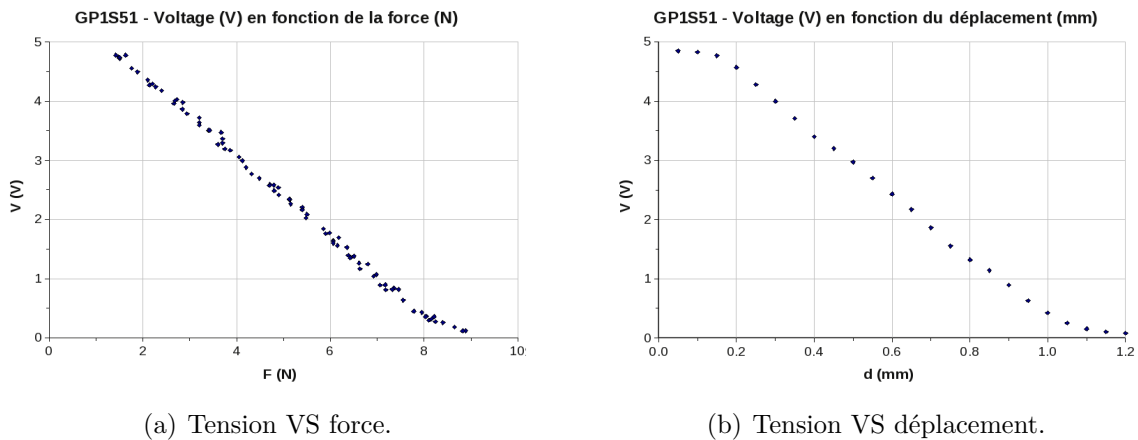 GP1S51 - Voltage (V) en fonction de la force (N)
V (V)
5
4
3
2
1
0
0 2 4 6 8 10
F (N)
(a) Tension VS force.
GP1S51 - Voltage (V) en fonction du déplacement (mm)
V (V)
5
4
3
2
1
0
0.0 0.2 0.4 0.6 0.8 1.0 1.2
d (mm)
(b) Tension VS déplacement.